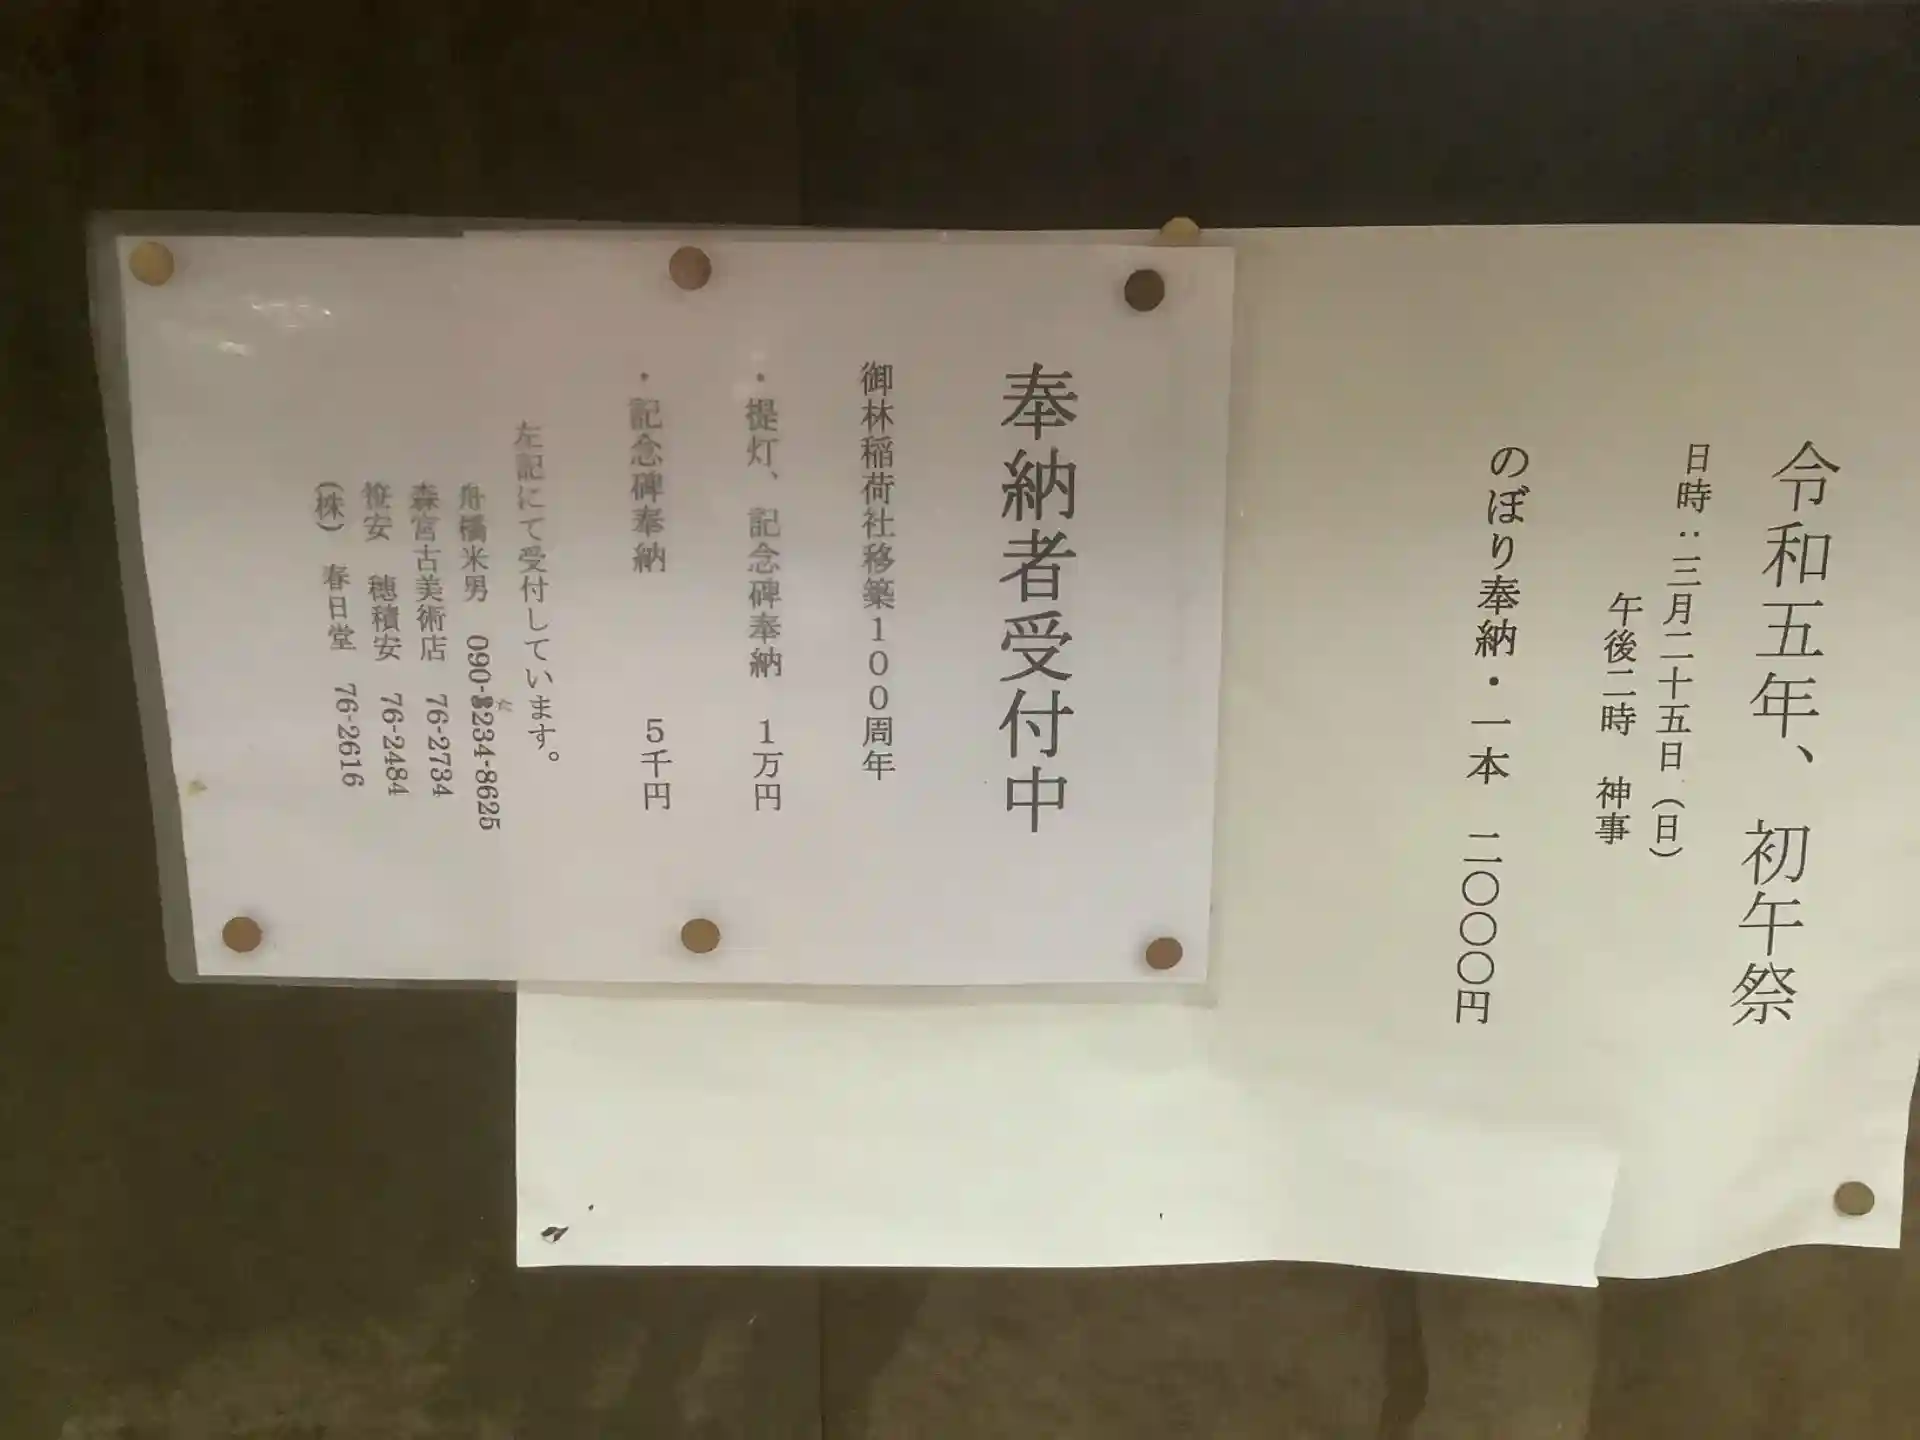 令和五年、初午祭
日時：三月二十五日（日）
午後二時　神事
のぼり奉納・一本　二〇〇〇円
奉納者受付中
御林稲荷社移築１００周年
・提灯、記念碑奉納　１万円
・記念碑奉納　５千円
左記にて受付しています。
舟橘米男　090-3234-8625
森宮古美術店　76-2734
笹安　穂積安　76-2484
㈱　春日堂　76-2616